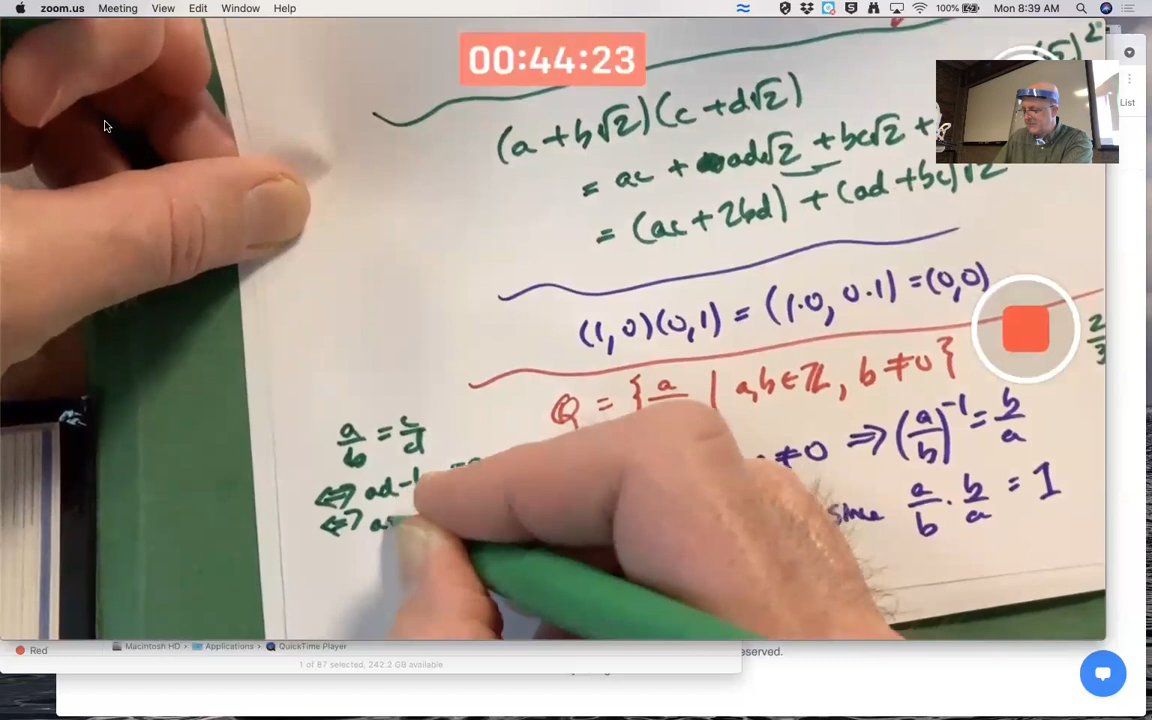 zoom.us Meeting View Edit Window Help 100% Mon 8:39 AM
00:44:23
List
(a+b√2)(c+d√2)
= ac + ad√2 + bc√2 +
= (ac+2bd) + (ad+bc)√2
(1,0)(0,1) = (1·0, 0·1) = (0,0)
2/3
Q = { a | a,b∈ℤ, b≠0}
≠0 ⇒ (a/b)⁻¹ = b/a
since a/b · b/a = 1
a/b = c/d
⇔ ad-
⇔ a
Red
Macintosh HD › Applications › QuickTime Player
1 of 87 selected, 242.2 GB available
eserved.